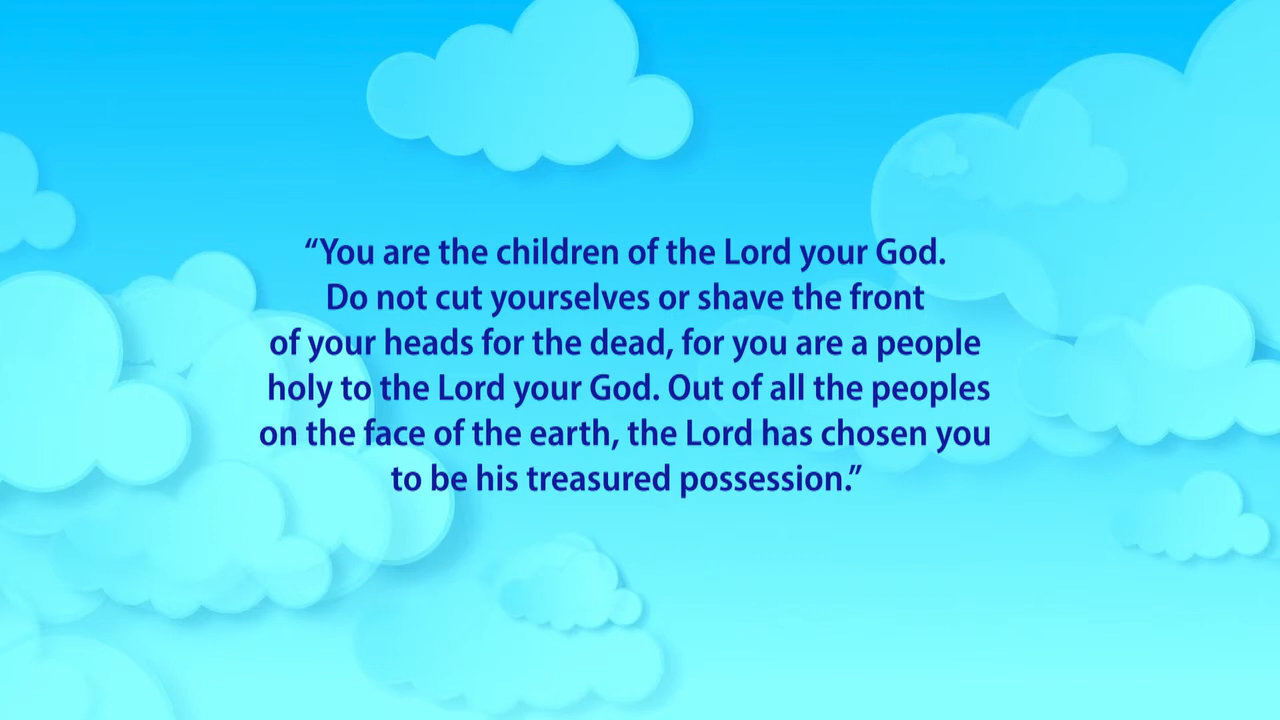 “You are the children of the Lord your God.
Do not cut yourselves or shave the front
of your heads for the dead, for you are a people
holy to the Lord your God. Out of all the peoples
on the face of the earth, the Lord has chosen you
to be his treasured possession.”